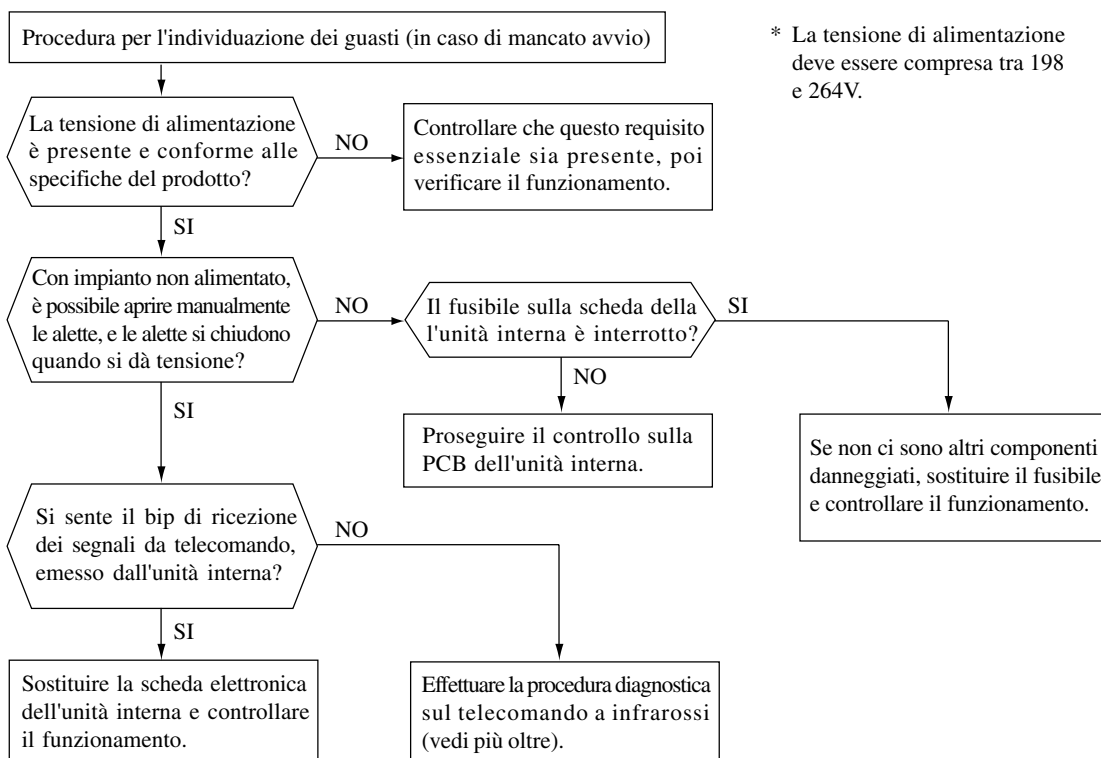 Procedura per l'individuazione dei guasti (in caso di mancato avvio)
* La tensione di alimentazione
deve essere compresa tra 198
e 264V.
La tensione di alimentazione
è presente e conforme alle
specifiche del prodotto?
NO
Controllare che questo requisito
essenziale sia presente, poi
verificare il funzionamento.
SI
Con impianto non alimentato,
è possibile aprire manualmente
le alette, e le alette si chiudono
quando si dà tensione?
NO
Il fusibile sulla scheda della
l'unità interna è interrotto?
SI
NO
SI
Proseguire il controllo sulla
PCB dell'unità interna.
Se non ci sono altri componenti
danneggiati, sostituire il fusibile
e controllare il funzionamento.
Si sente il bip di ricezione
dei segnali da telecomando,
emesso dall'unità interna?
NO
SI
Sostituire la scheda elettronica
dell'unità interna e controllare
il funzionamento.
Effettuare la procedura diagnostica
sul telecomando a infrarossi
(vedi più oltre).